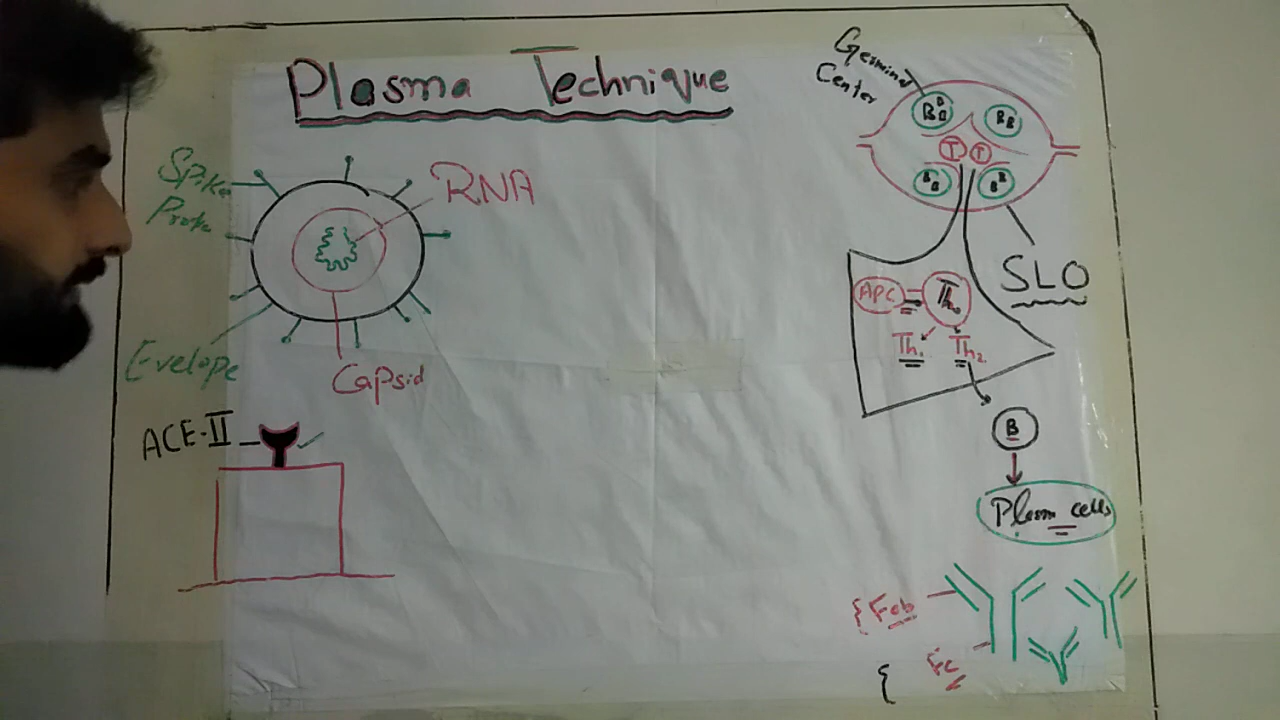 Plasma Technique
Germinal
Center
B B B
B B
T T
B B
B B
SLO
Spike
Protein
RNA
Evelope
Capsid
ACE-II
APC
Th₀
Th₁
Th₂
B
Plasm cells
{Fab
Fc
{